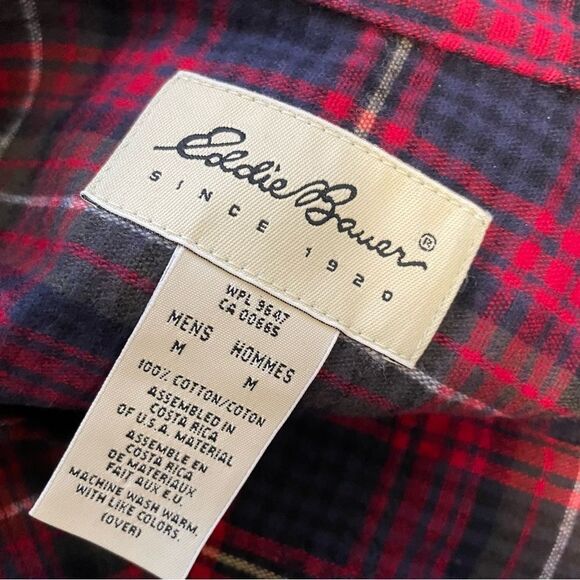 Eddie Bauer®
SINCE 1920
WPL 9647
CA 00665
MENS HOMMES
M M
100% COTTON/COTON
ASSEMBLED IN
COSTA RICA
OF U.S.A. MATERIAL
ASSEMBLE EN
COSTA RICA
DE MATERIAUX
FAIT AUX E.U.
MACHINE WASH WARM,
WITH LIKE COLORS.
(OVER)